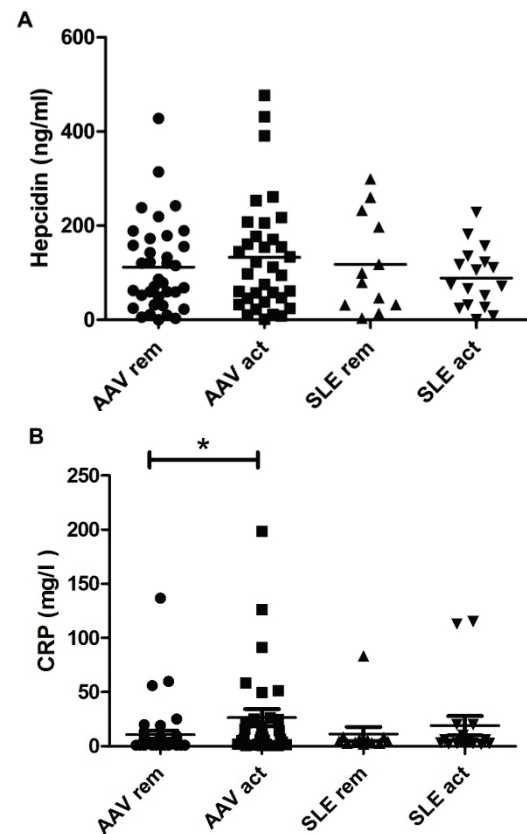 A
Hepcidin (ng/ml)
600
400
200
0
AAV rem
AAV act
SLE rem
SLE act
B
*
CRP (mg/l )
250
200
150
100
50
0
AAV rem
AAV act
SLE rem
SLE act